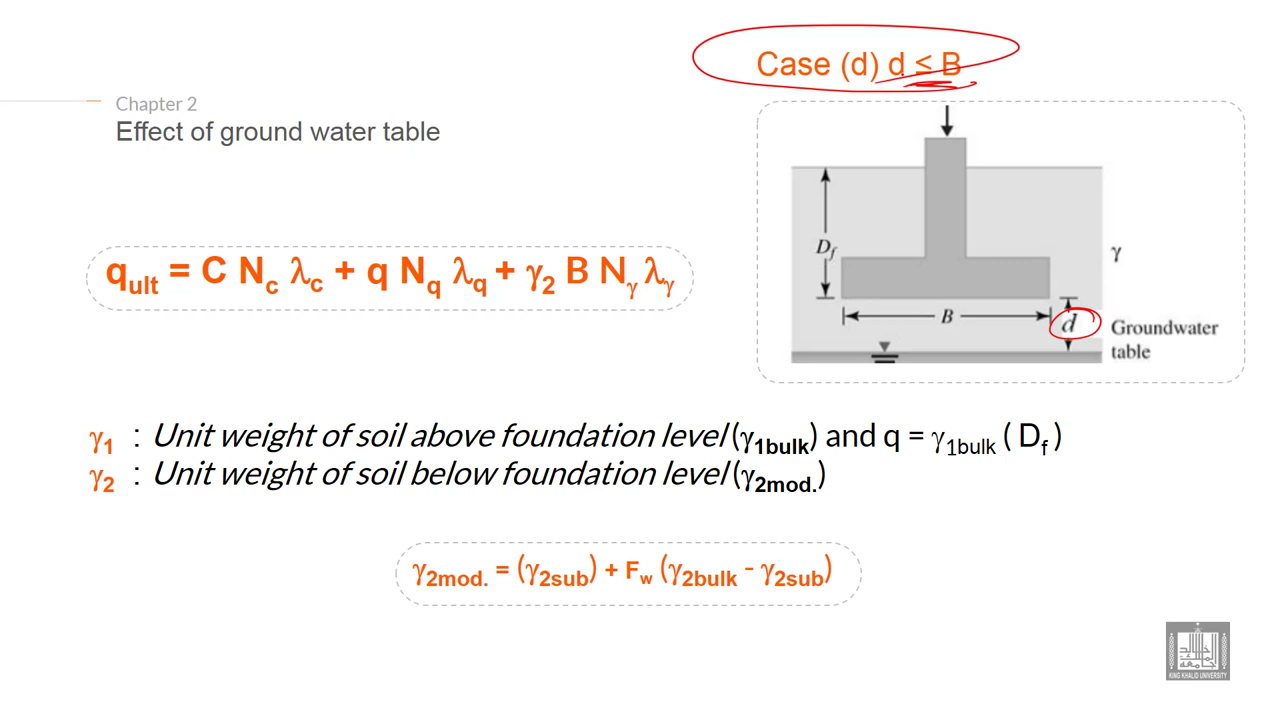 Case (d) d ≤ B
Chapter 2
Effect of ground water table
D_f
γ
q_ult = C N_c λ_c + q N_q λ_q + γ_2 B N_γ λ_γ
B
d
Groundwater
table
γ_1 : Unit weight of soil above foundation level (γ_1bulk) and q = γ_1bulk ( D_f )
γ_2 : Unit weight of soil below foundation level (γ_2mod.)
γ_2mod. = (γ_2sub) + F_w (γ_2bulk - γ_2sub)
KING KHALID UNIVERSITY